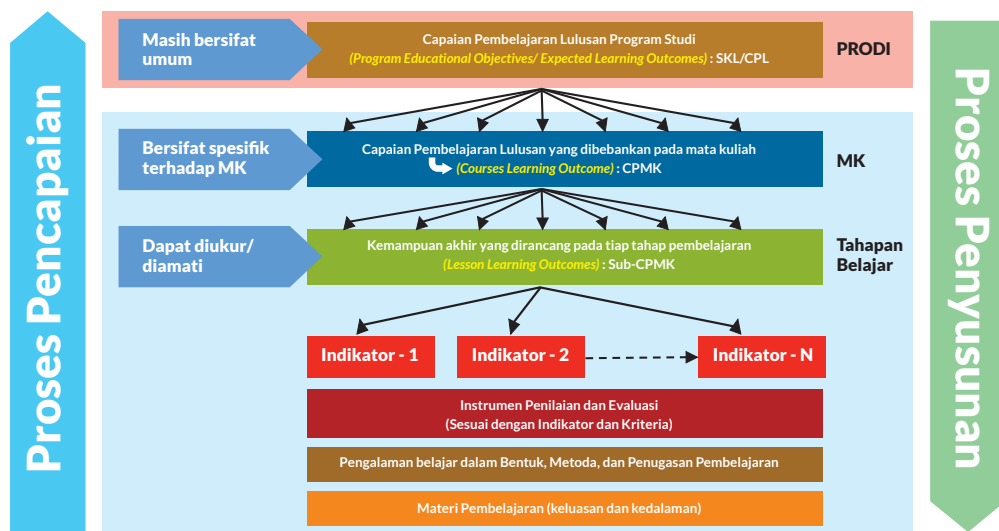 Proses Pencapaian
Masih bersifat
umum
Capaian Pembelajaran Lulusan Program Studi
(Program Educational Objectives/ Expected Learning Outcomes) : SKL/CPL
PRODI
Bersifat spesifik
terhadap MK
Capaian Pembelajaran Lulusan yang dibebankan pada mata kuliah
(Courses Learning Outcome) : CPMK
MK
Dapat diukur/
diamati
Kemampuan akhir yang dirancang pada tiap tahap pembelajaran
(Lesson Learning Outcomes) : Sub-CPMK
Tahapan
Belajar
Indikator - 1
Indikator - 2
Indikator - N
Instrumen Penilaian dan Evaluasi
(Sesuai dengan Indikator dan Kriteria)
Pengalaman belajar dalam Bentuk, Metoda, dan Penugasan Pembelajaran
Materi Pembelajaran (keluasan dan kedalaman)
Proses Penyusunan